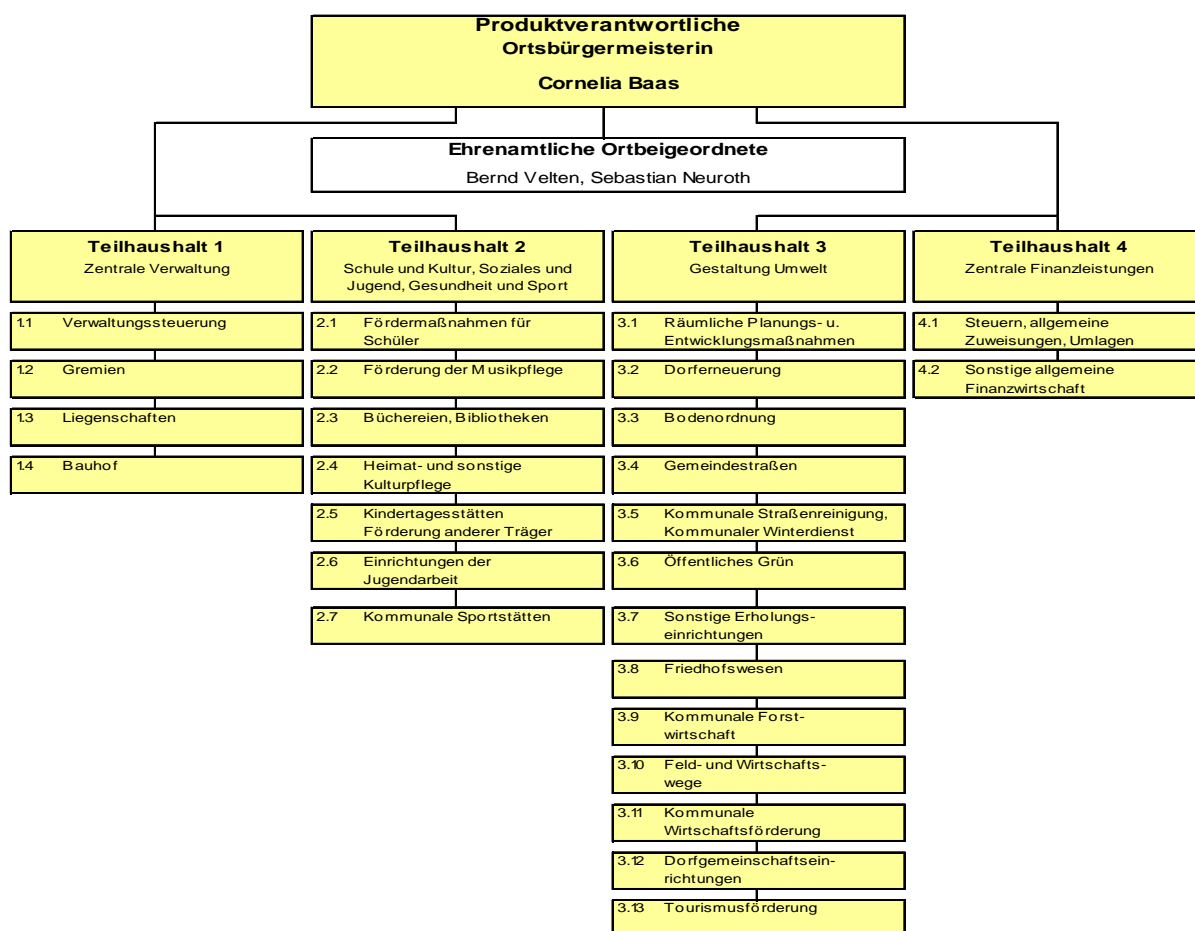 Produktverantwortliche
Ortsbürgermeisterin
Cornelia Baas
Ehrenamtliche Ortbeigeordnete
Bernd Velten, Sebastian Neuroth
Teilhaushalt 1
Zentrale Verwaltung
1.1 Verwaltungssteuerung
1.2 Gremien
1.3 Liegenschaften
1.4 Bauhof
Teilhaushalt 2
Schule und Kultur, Soziales und
Jugend, Gesundheit und Sport
2.1 Fördermaßnahmen für
Schüler
2.2 Förderung der Musikpflege
2.3 Büchereien, Bibliotheken
2.4 Heimat- und sonstige
Kulturpflege
2.5 Kindertagesstätten
Förderung anderer Träger
2.6 Einrichtungen der
Jugendarbeit
2.7 Kommunale Sportstätten
Teilhaushalt 3
Gestaltung Umwelt
3.1 Räumliche Planungs- u.
Entwicklungsmaßnahmen
3.2 Dorferneuerung
3.3 Bodenordnung
3.4 Gemeindestraßen
3.5 Kommunale Straßenreinigung,
Kommunaler Winterdienst
3.6 Öffentliches Grün
3.7 Sonstige Erholungs-
einrichtungen
3.8 Friedhofswesen
3.9 Kommunale Forst-
wirtschaft
3.10 Feld- und Wirtschafts-
wege
3.11 Kommunale
Wirtschaftsförderung
3.12 Dorfgemeinschaftsein-
richtungen
3.13 Tourismusförderung
Teilhaushalt 4
Zentrale Finanzleistungen
4.1 Steuern, allgemeine
Zuweisungen, Umlagen
4.2 Sonstige allgemeine
Finanzwirtschaft